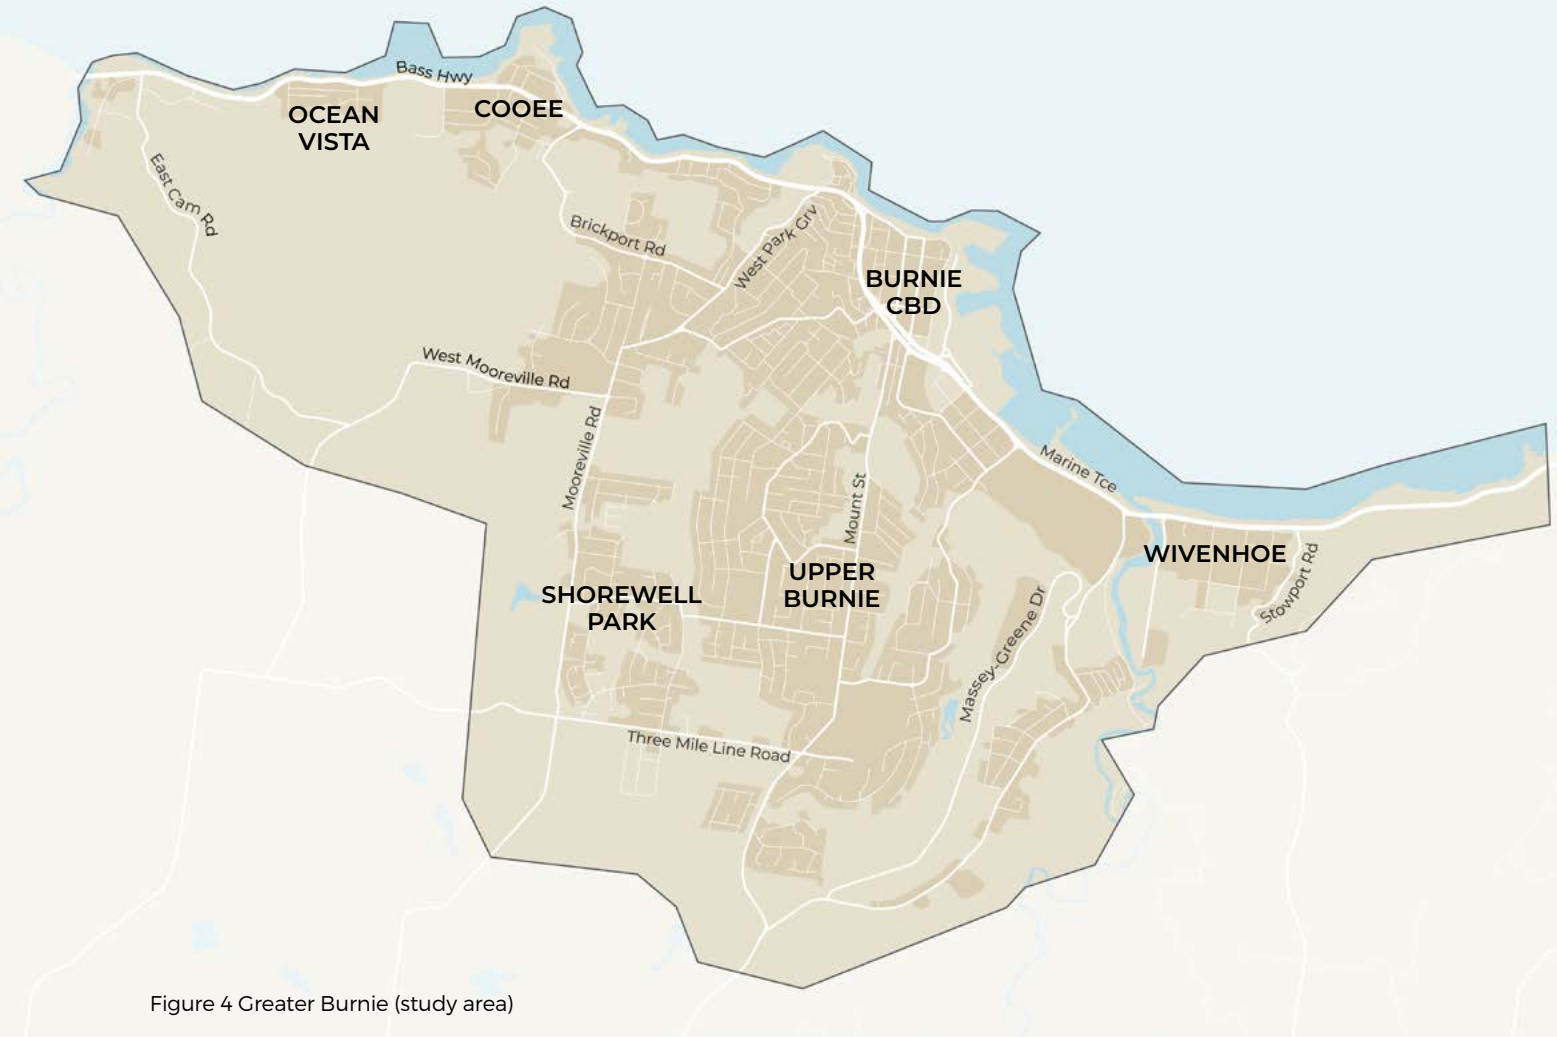 Bass Hwy
OCEAN
VISTA
COOEE
East Cam Rd
Brickport Rd
West Park Grv
BURNIE
CBD
West Mooreville Rd
Mooreville Rd
Marine Tce
Mount St
WIVENHOE
Stowport Rd
UPPER
BURNIE
SHOREWELL
PARK
Massey-Greene Dr
Three Mile Line Road
Figure 4 Greater Burnie (study area)